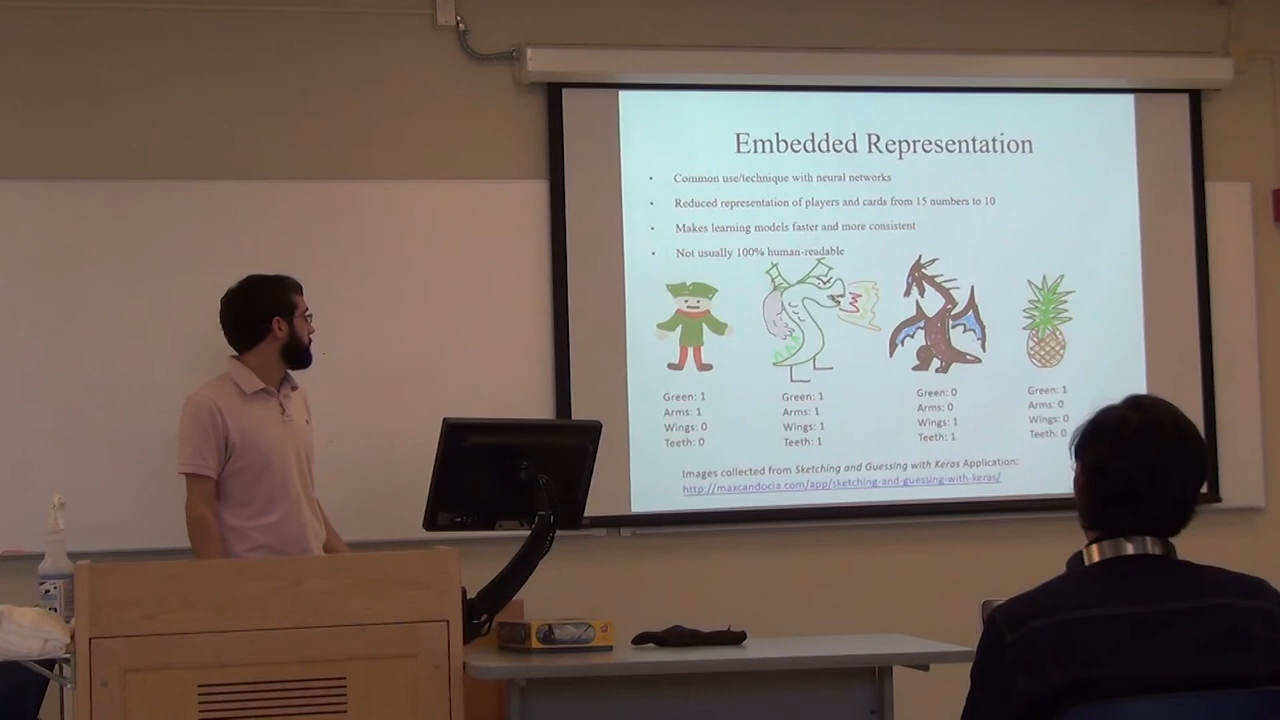 Embedded Representation
• Common use/technique with neural networks
• Reduced representation of players and cards from 15 numbers to 10
• Makes learning models faster and more consistent
• Not usually 100% human-readable
Green: 1
Arms: 1
Wings: 0
Teeth: 0
Green: 1
Arms: 1
Wings: 1
Teeth: 1
Green: 0
Arms: 0
Wings: 1
Teeth: 1
Green: 1
Arms: 0
Wings: 0
Teeth: 0
Images collected from Sketching and Guessing with Keras Application:
http://maxcandocia.com/app/sketching-and-guessing-with-keras/